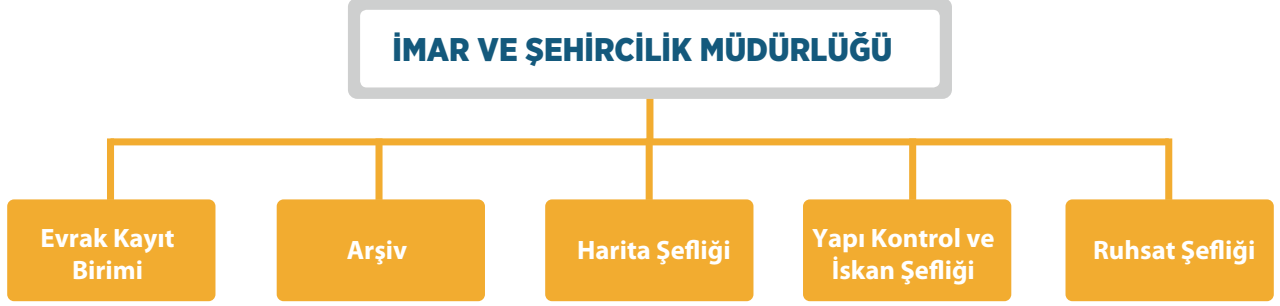 İMAR VE ŞEHİRCİLİK MÜDÜRLÜĞÜ
Evrak Kayıt
Birimi
Arşiv
Harita Şefliği
Yapı Kontrol ve
İskan Şefliği
Ruhsat Şefliği